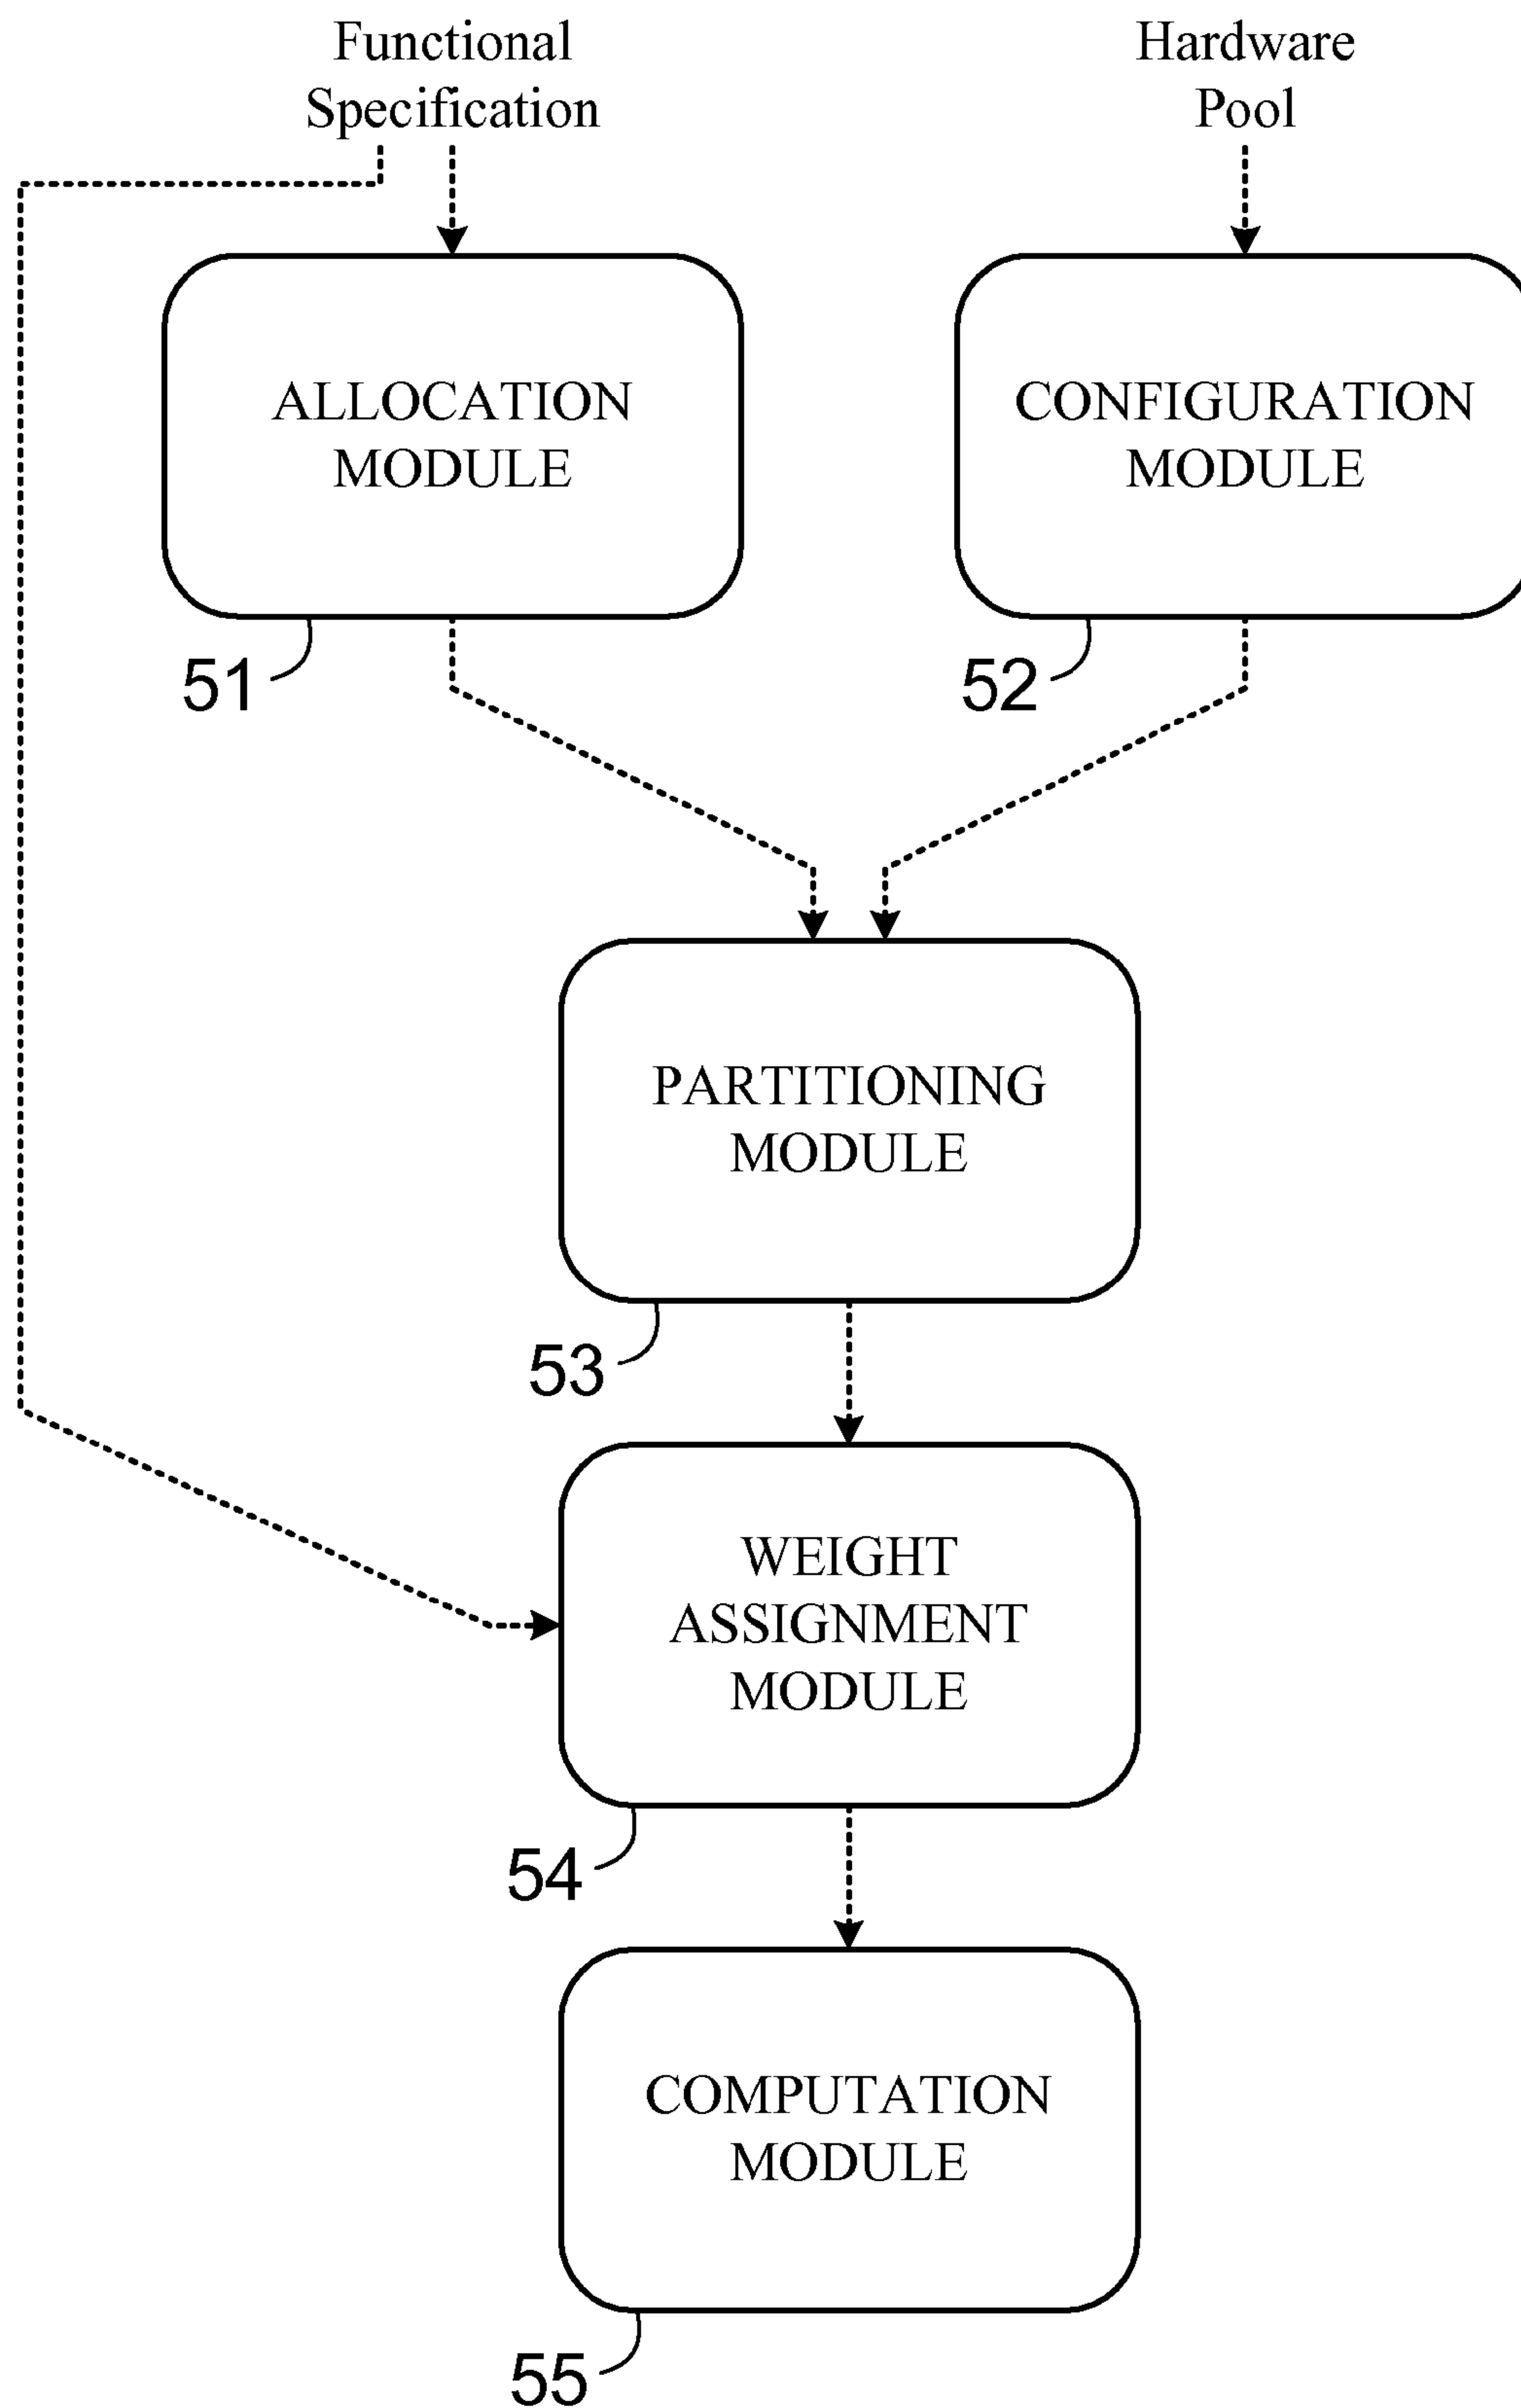 Functional
Specification
Hardware
Pool
ALLOCATION
MODULE
51
CONFIGURATION
MODULE
52
PARTITIONING
MODULE
53
WEIGHT
ASSIGNMENT
MODULE
54
COMPUTATION
MODULE
55